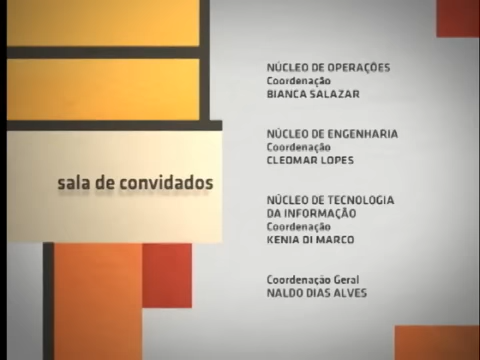 sala de convidados
NÚCLEO DE OPERAÇÕES
Coordenação
BIANCA SALAZAR
NÚCLEO DE ENGENHARIA
Coordenação
CLEOMAR LOPES
NÚCLEO DE TECNOLOGIA
DA INFORMAÇÃO
Coordenação
KENIA DI MARCO
Coordenação Geral
NALDO DIAS ALVES